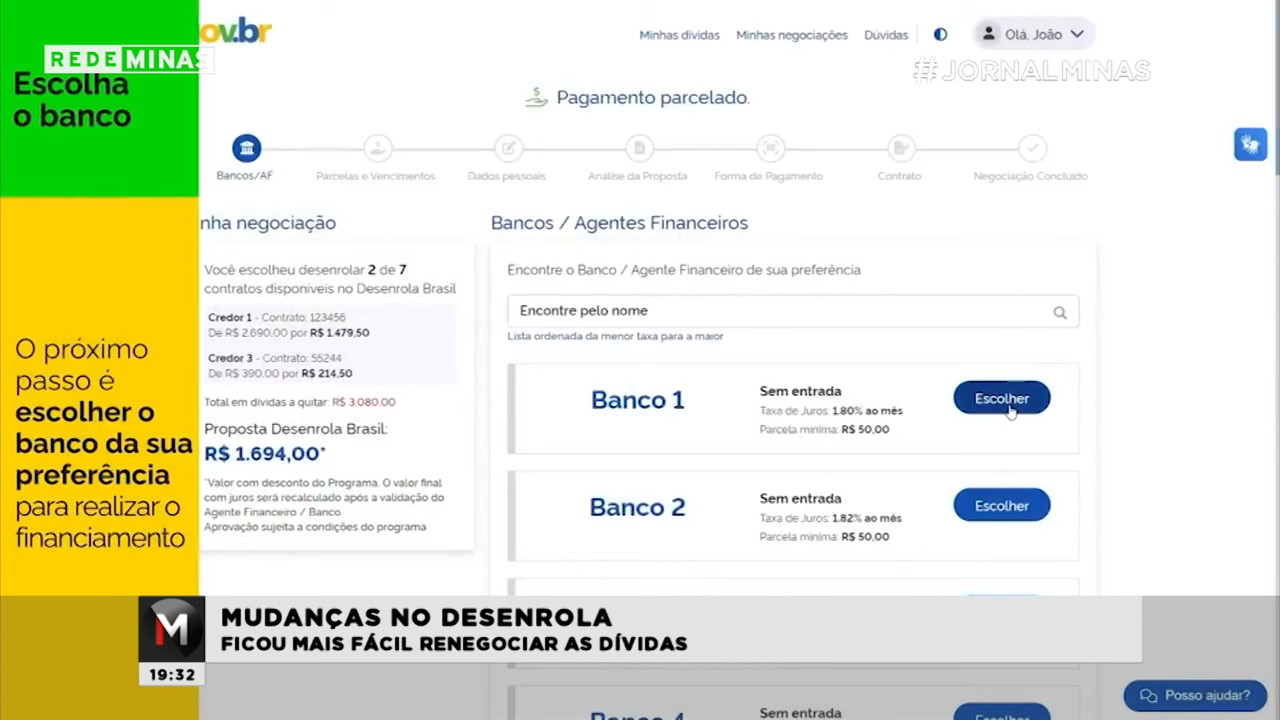 REDE MINAS
#JORNALMINAS
Escolha
o banco
O próximo
passo é
escolher o
banco da sua
preferência
para realizar o
financiamento
ov.br
Minhas dívidas
Minhas negociações
Dúvidas
Olá, João
Pagamento parcelado.
Bancos/AF
Parcelas e Vencimentos
Dados pessoais
Análise da Proposta
Forma de Pagamento
Contrato
Negociação Concluído
nha negociação
Você escolheu desenrolar 2 de 7
contratos disponíveis no Desenrola Brasil
Credor 1 - Contrato: 123456
De R$ 2.690,00 por R$ 1.479,50
Credor 3 - Contrato: 55244
De R$ 390,00 por R$ 214,50
Total em dívidas a quitar: R$ 3.080,00
Proposta Desenrola Brasil:
R$ 1.694,00*
*Valor com desconto do Programa. O valor final
com juros será recalculado após a validação do
Agente Financeiro / Banco.
Aprovação sujeita a condições do programa
Bancos / Agentes Financeiros
Encontre o Banco / Agente Financeiro de sua preferência
Encontre pelo nome
Lista ordenada da menor taxa para a maior
Banco 1
Sem entrada
Taxa de Juros: 1.80% ao mês
Parcela mínima: R$ 50,00
Escolher
Banco 2
Sem entrada
Taxa de Juros: 1.82% ao mês
Parcela mínima: R$ 50,00
Escolher
M
MUDANÇAS NO DESENROLA
FICOU MAIS FÁCIL RENEGOCIAR AS DÍVIDAS
19:32
Banco 4
Sem entrada
Escolher
Posso ajudar?